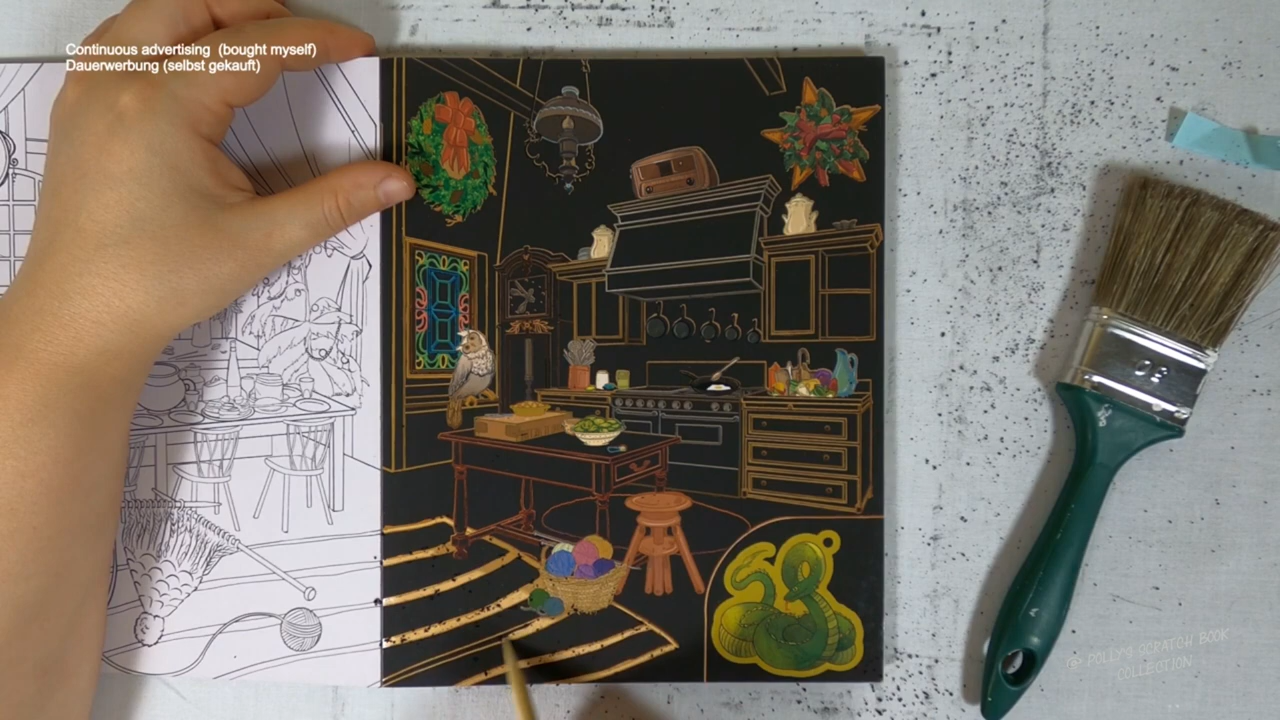 Continuous advertising (bought myself)
Dauerwerbung (selbst gekauft)
@ POLLY'S SCRATCH BOOK
COLLECTION